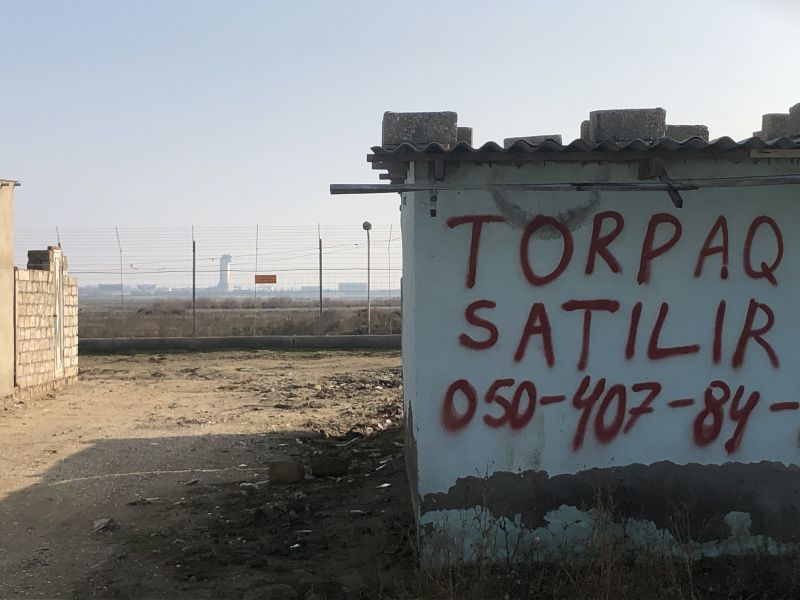 TORPAQ
SATILIR
050-407-84-